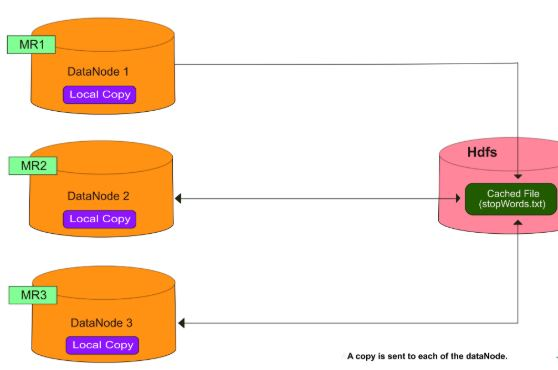 MR1
DataNode 1
Local Copy
MR2
DataNode 2
Local Copy
MR3
DataNode 3
Local Copy
Hdfs
Cached File
(stopWords.txt)
A copy is sent to each of the dataNode.